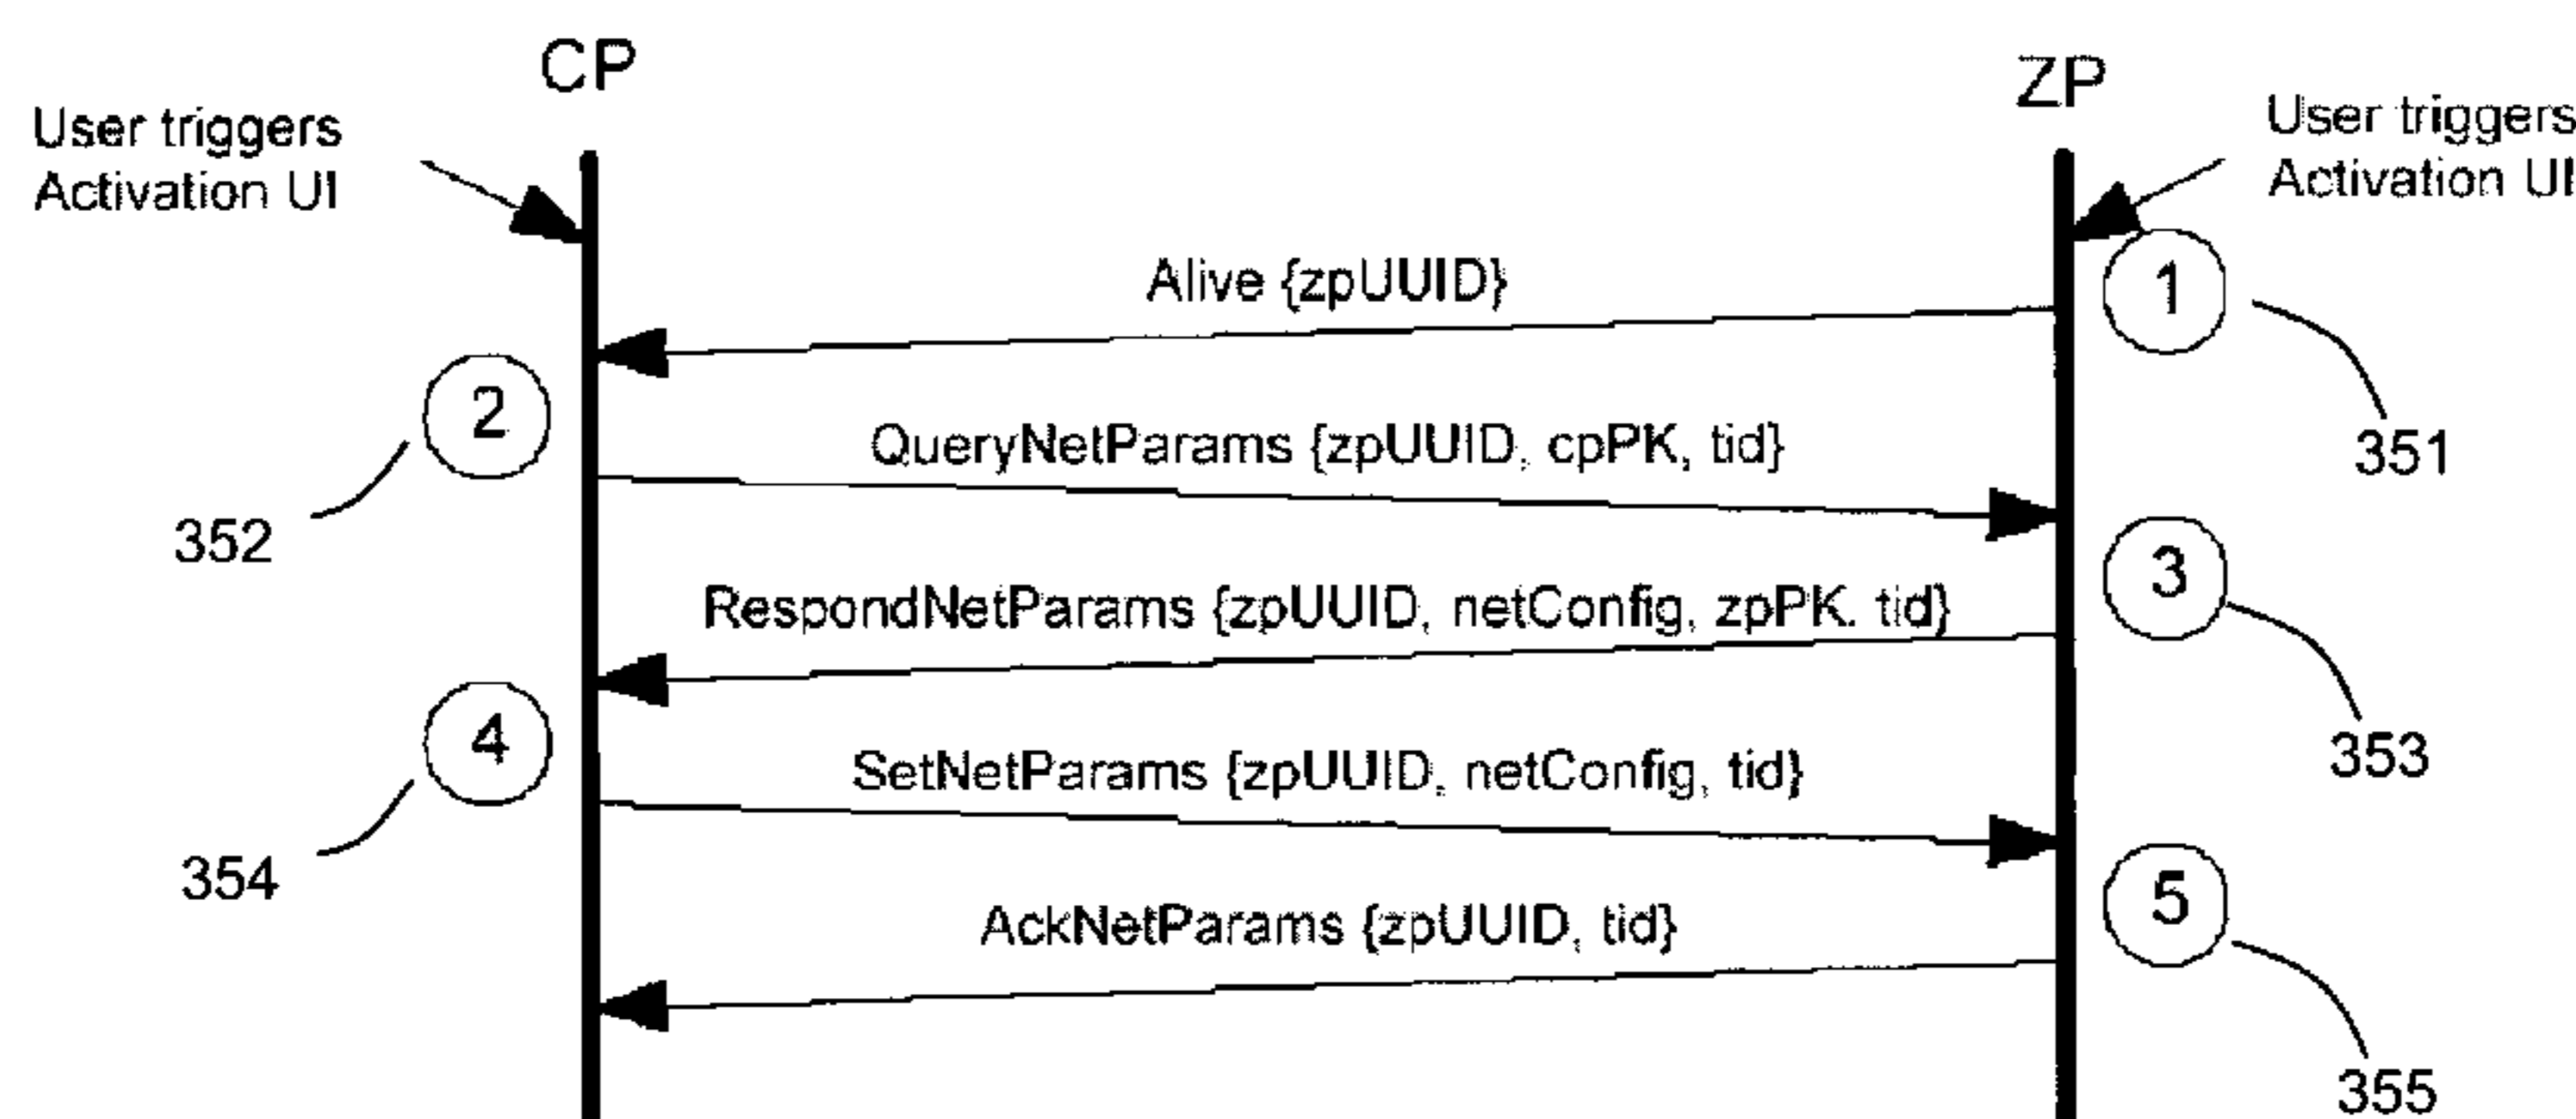 CP
ZP
User triggers
Activation UI
User triggers
Activation UI
Alive {zpUUID}
1
351
2
352
QueryNetParams {zpUUID, cpPK, tid}
3
353
RespondNetParams {zpUUID, netConfig, zpPK. tid}
4
354
SetNetParams {zpUUID, netConfig, tid}
5
355
AckNetParams {zpUUID, tid}